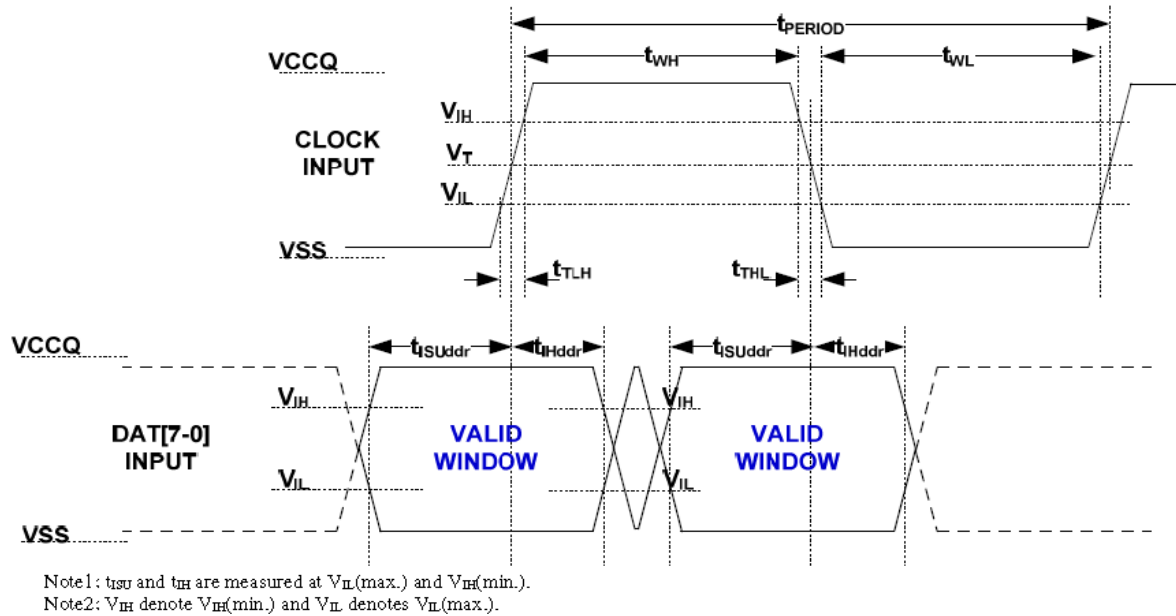 tPERIOD
VCCQ
tWH
tWL
VIH
CLOCK
INPUT
VT
VIL
VSS
tTLH
tTHL
VCCQ
tISUddr
tIHddr
tISUddr
tIHddr
VIH
VIH
DAT[7-0]
INPUT
VALID
WINDOW
VALID
WINDOW
VIL
VIL
VSS
Note1: tISU and tIH are measured at VIL(max.) and VIH(min.).
Note2: VIH denote VIH(min.) and VIL denotes VIL(max.).